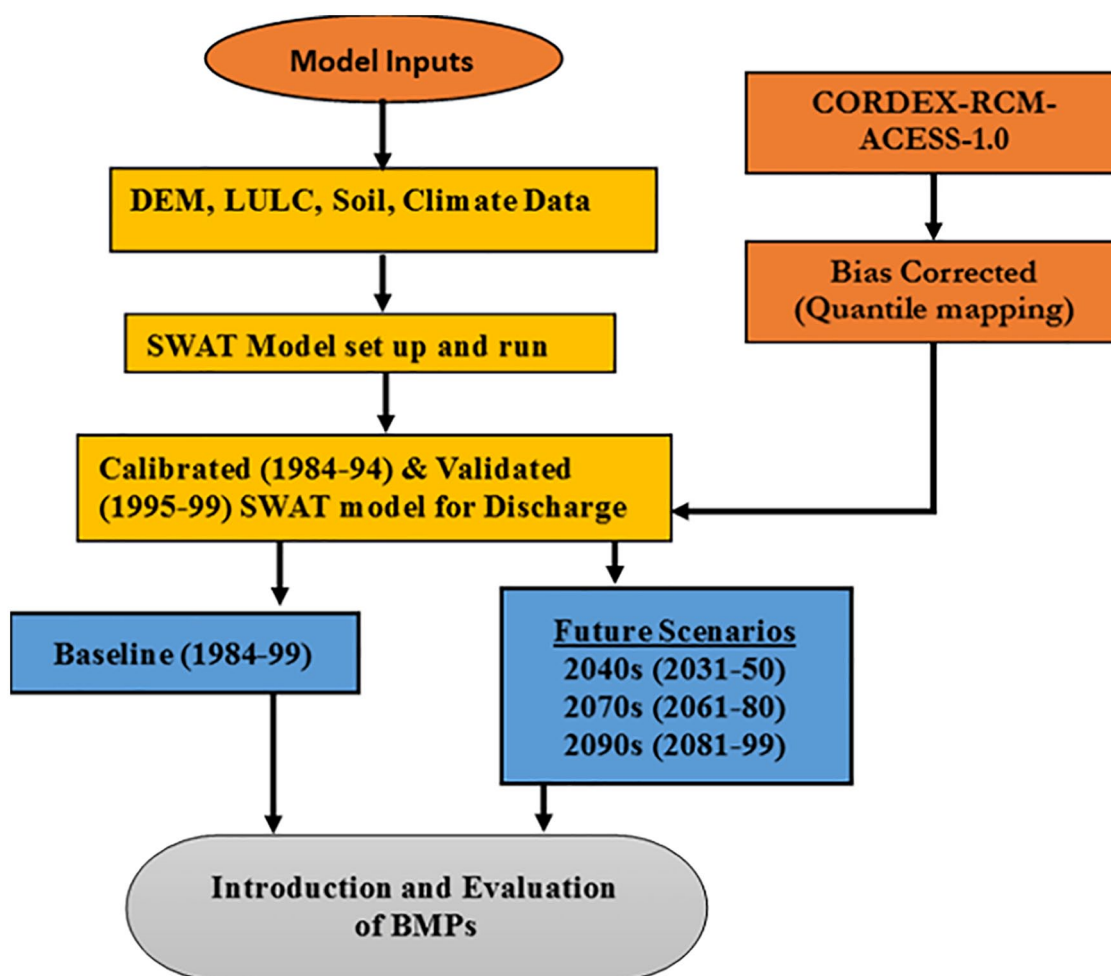 Model Inputs
DEM, LULC, Soil, Climate Data
SWAT Model set up and run
CORDEX-RCM-
ACESS-1.0
Bias Corrected
(Quantile mapping)
Calibrated (1984-94) & Validated
(1995-99) SWAT model for Discharge
Baseline (1984-99)
Future Scenarios
2040s (2031-50)
2070s (2061-80)
2090s (2081-99)
Introduction and Evaluation
of BMPs